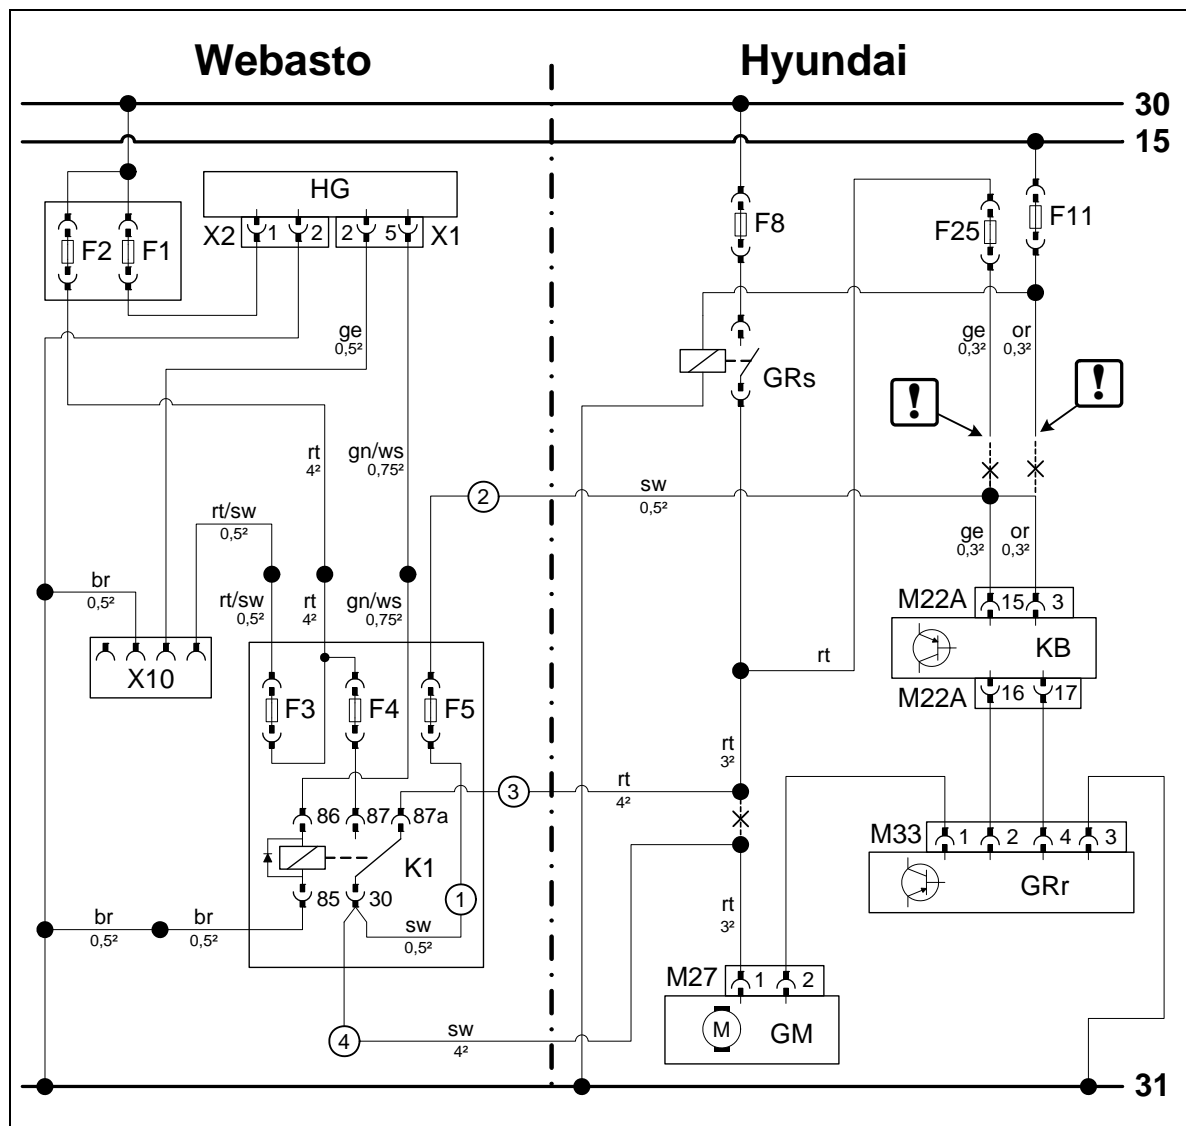 Webasto Hyundai
30
15
HG
X2 1 2 2 5 X1
F2 F1
F8 F25 F11
ge
0,5²
ge or
0,3² 0,3²
GRs
! !
rt gn/ws
4² 0,75²
2
sw
0,5²
rt/sw
0,5²
ge or
0,3² 0,3²
br
0,5²
rt/sw rt gn/ws
0,5² 4² 0,75²
M22A 15 3
KB
X10
rt
M22A 16 17
F3 F4 F5
rt
3²
3
rt
4²
86 87 87a
K1
M33 1 2 4 3
GRr
85 30
1
br br
0,5² 0,5²
sw
0,5²
rt
3²
M27 1 2
M GM
4
sw
4²
31